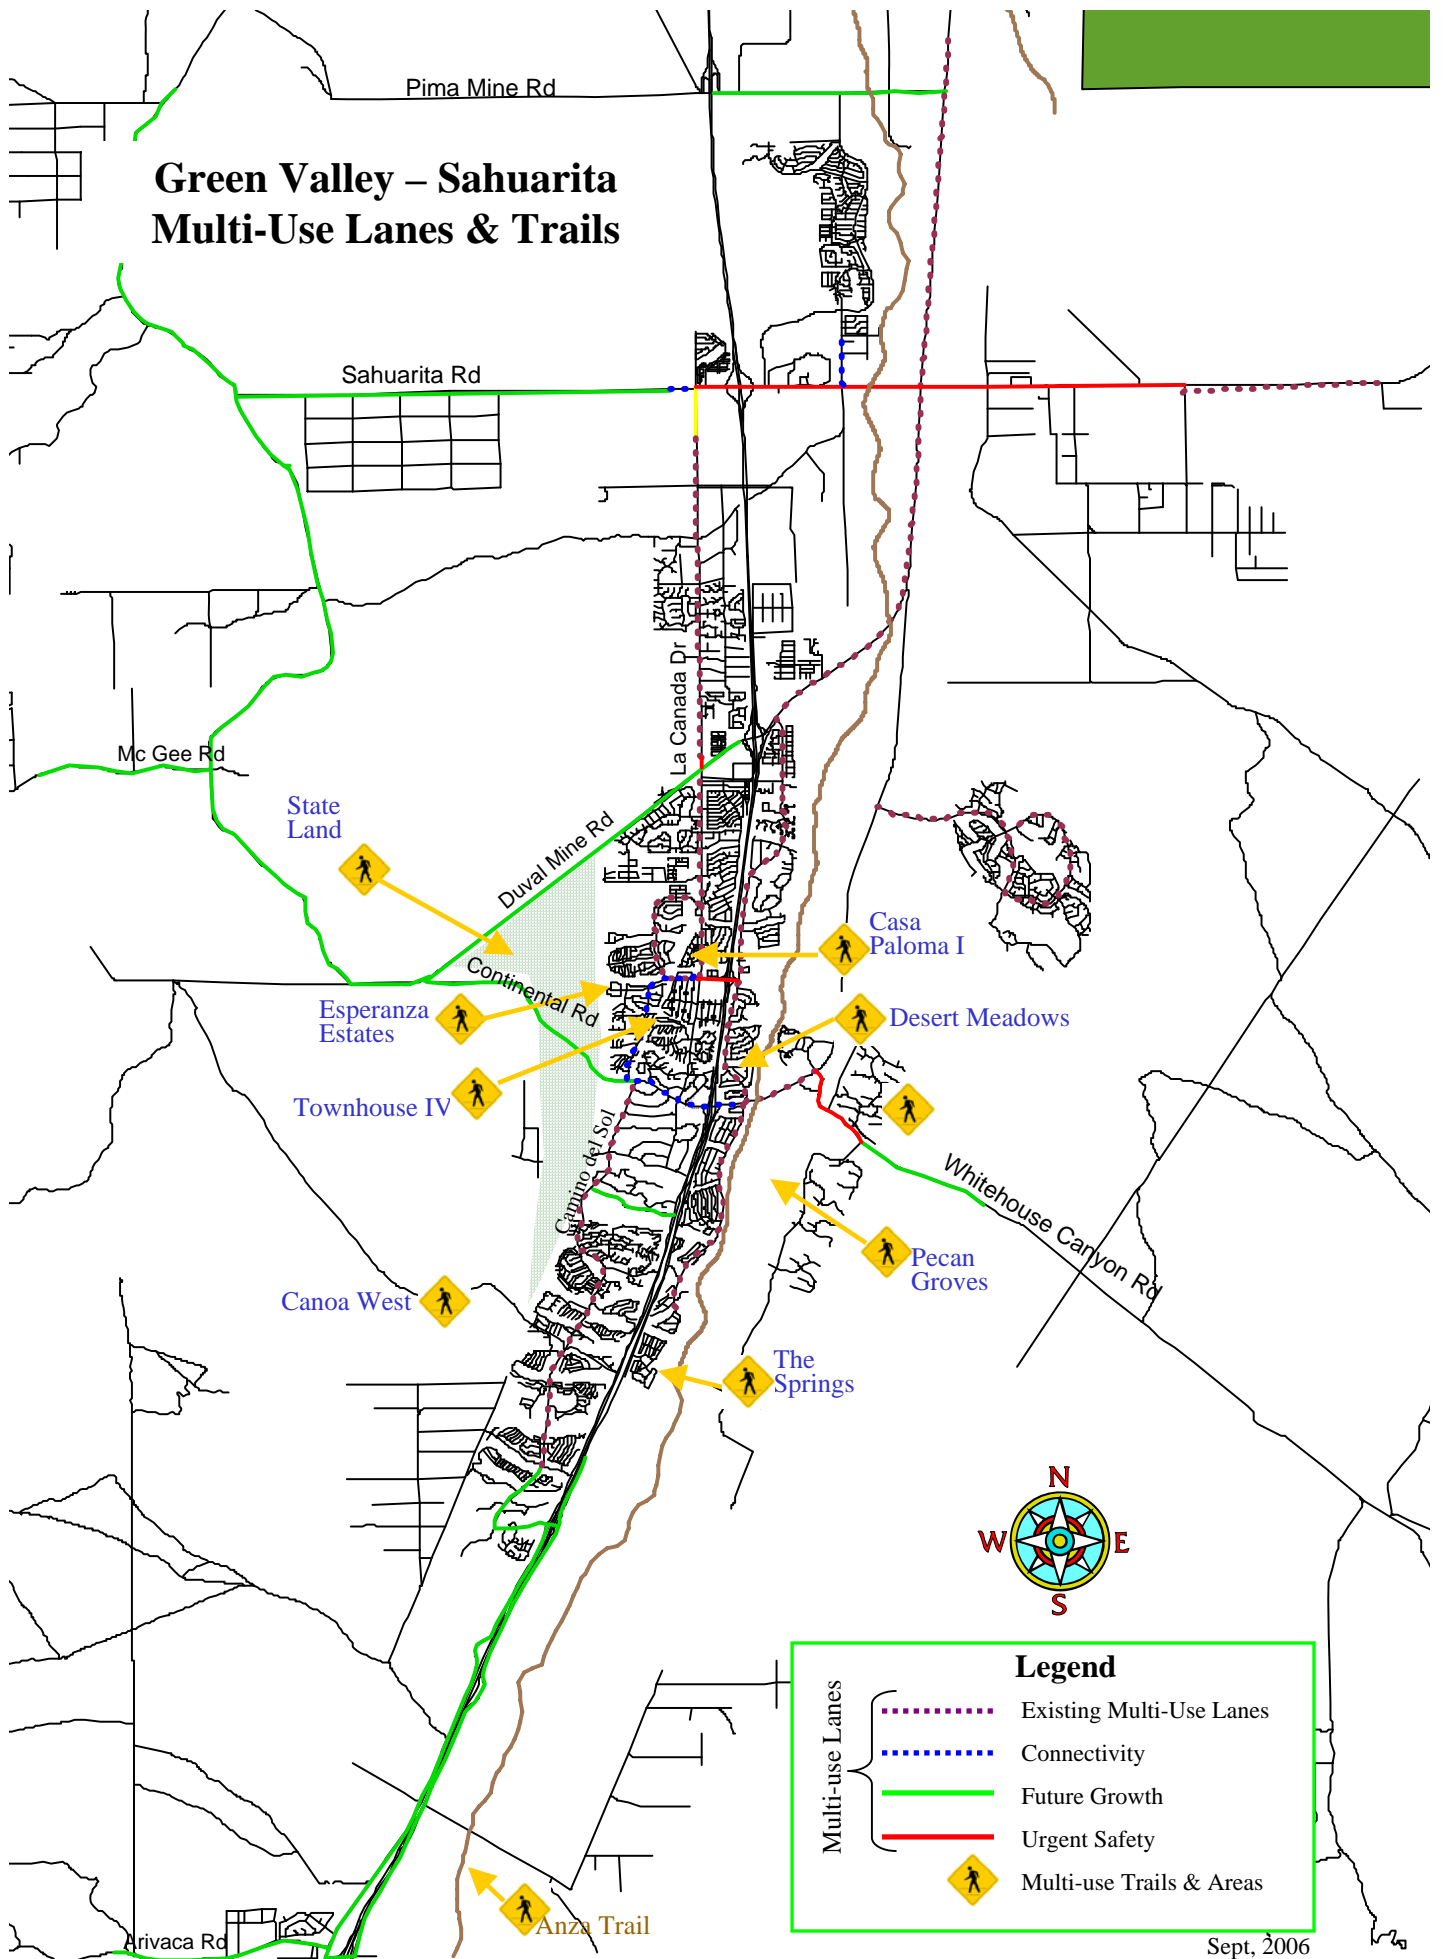 Pima Mine Rd
Green Valley – Sahuarita
Multi-Use Lanes & Trails
Sahuarita Rd
La Canada Dr
Mc Gee Rd
State
Land
Duval Mine Rd
Casa
Paloma I
Continental Rd
Esperanza
Estates
Desert Meadows
Townhouse IV
Camino del Sol
Whitehouse Canyon Rd
Pecan
Groves
Canoa West
The
Springs
N
W
E
S
Legend
Multi-use Lanes
Existing Multi-Use Lanes
Connectivity
Future Growth
Urgent Safety
Multi-use Trails & Areas
Anza Trail
Arivaca Rd
Sept, 2006